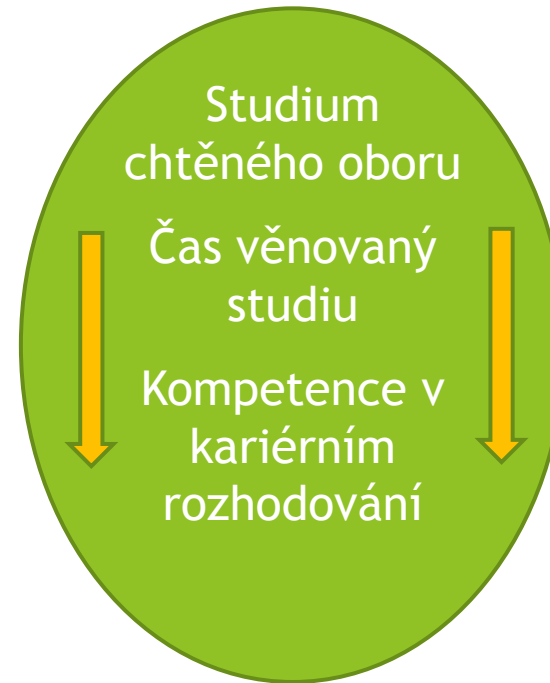 Studium
chtěného oboru
Čas věnovaný
studiu
Kompetence v
kariérním
rozhodování